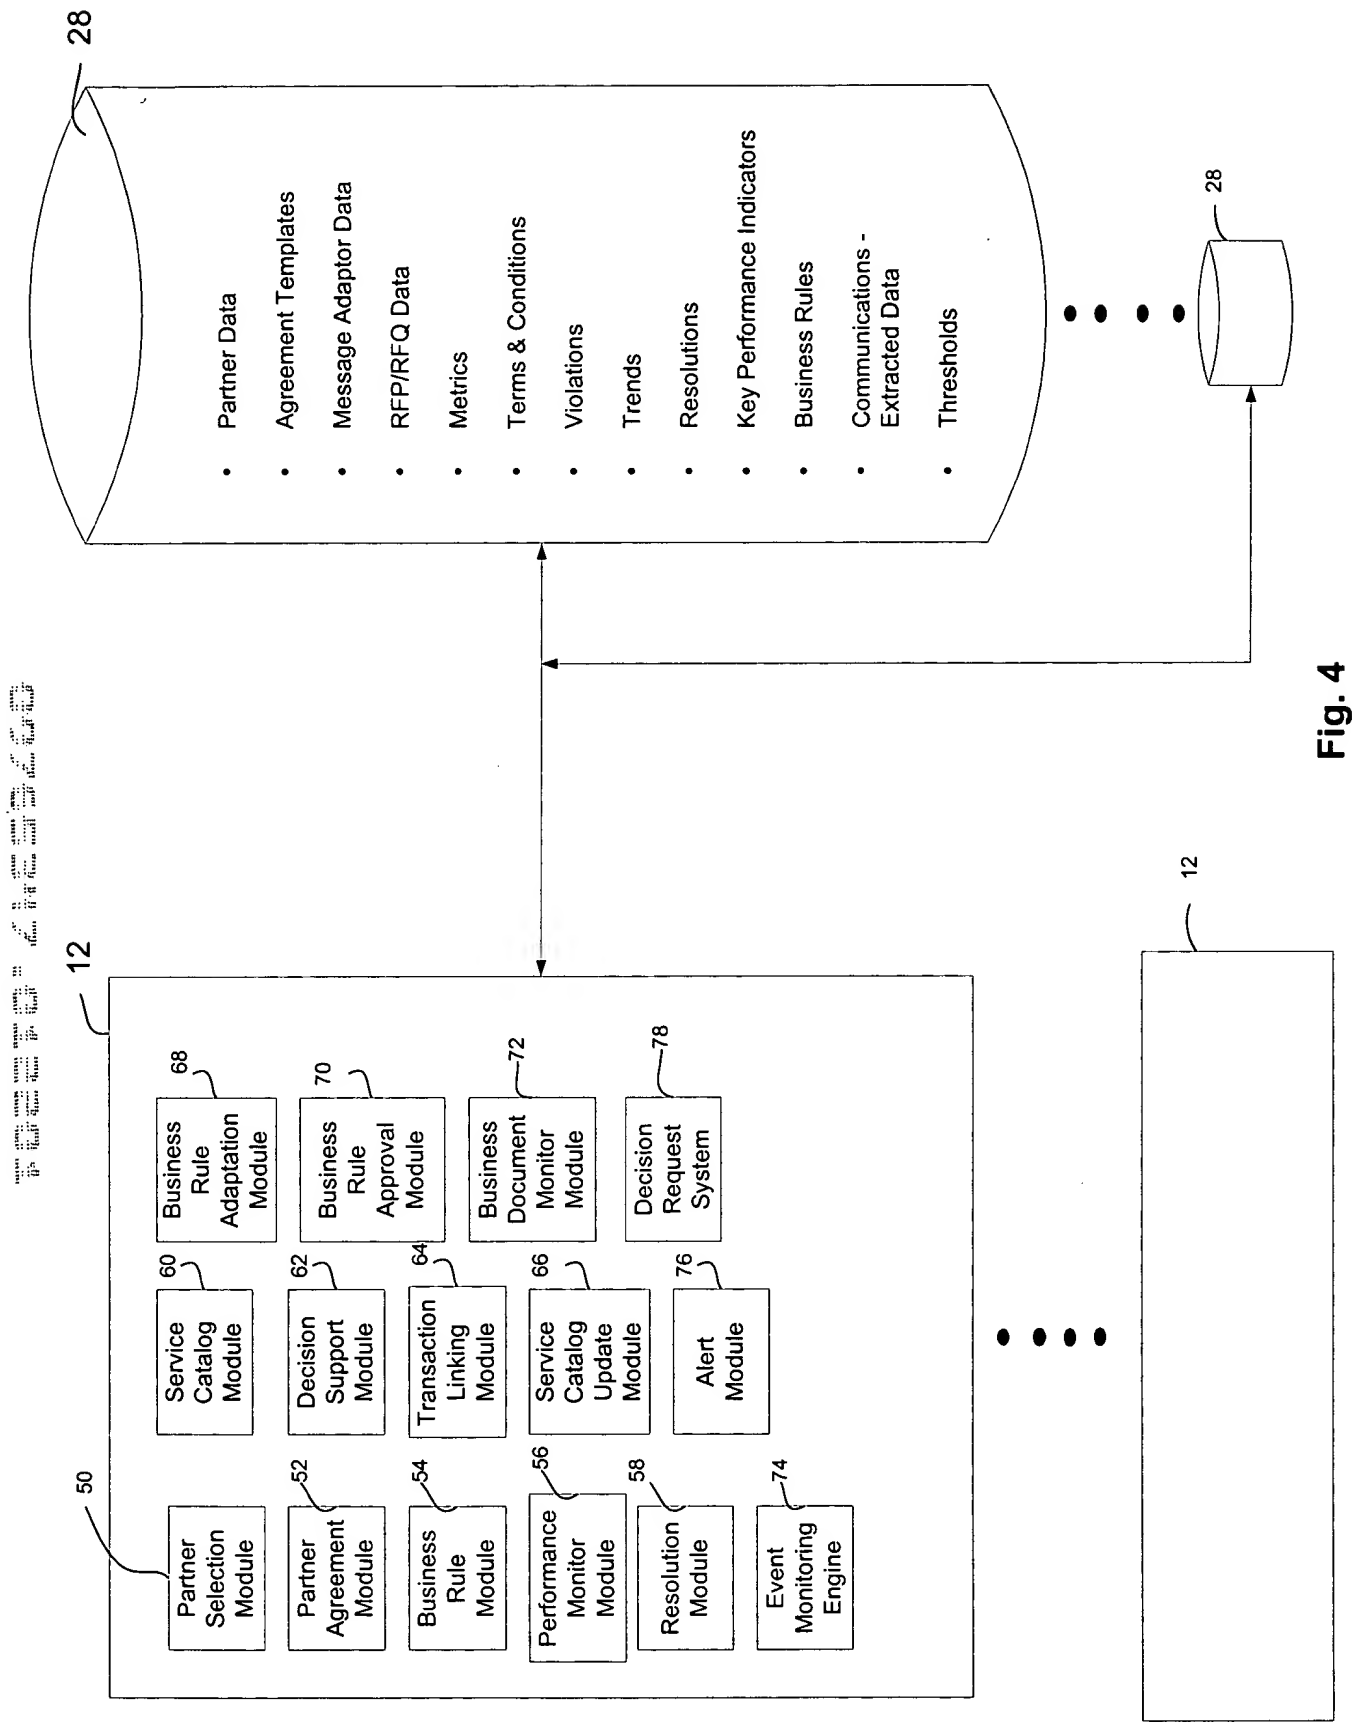 12
50
Partner
Selection
Module
52
Partner
Agreement
Module
54
Business
Rule
Module
56
Performance
Monitor
Module
58
Resolution
Module
74
Event
Monitoring
Engine
60
Service
Catalog
Module
62
Decision
Support
Module
64
Transaction
Linking
Module
66
Service
Catalog
Update
Module
76
Alert
Module
68
Business
Rule
Adaptation
Module
70
Business
Rule
Approval
Module
72
Business
Document
Monitor
Module
78
Decision
Request
System
12
28
• Partner Data
• Agreement Templates
• Message Adaptor Data
• RFP/RFQ Data
• Metrics
• Terms & Conditions
• Violations
• Trends
• Resolutions
• Key Performance Indicators
• Business Rules
• Communications -
Extracted Data
• Thresholds
28
Fig. 4